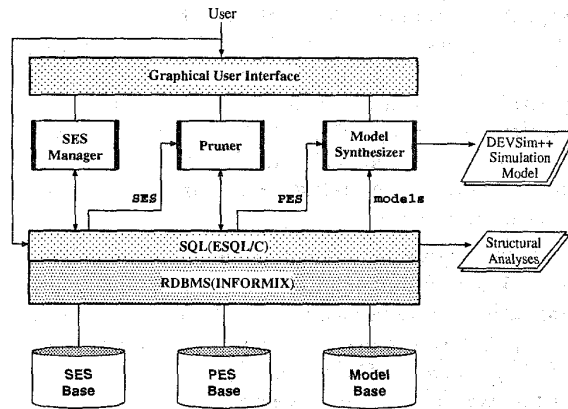 User
Graphical User Interface
SES
Manager
Pruner
Model
Synthesizer
DEVSim++
Simulation
Model
SES
PES
models
SQL(ESQL/C)
Structural
Analyses
RDBMS(INFORMIX)
SES
Base
PES
Base
Model
Base